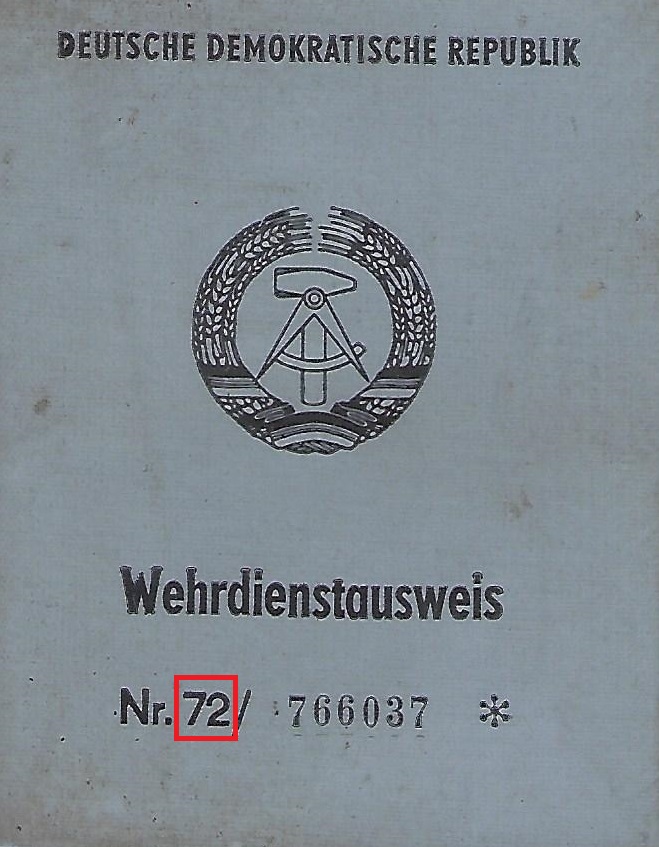 DEUTSCHE DEMOKRATISCHE REPUBLIK
Wehrdienstausweis
Nr. 72/ 766037 *